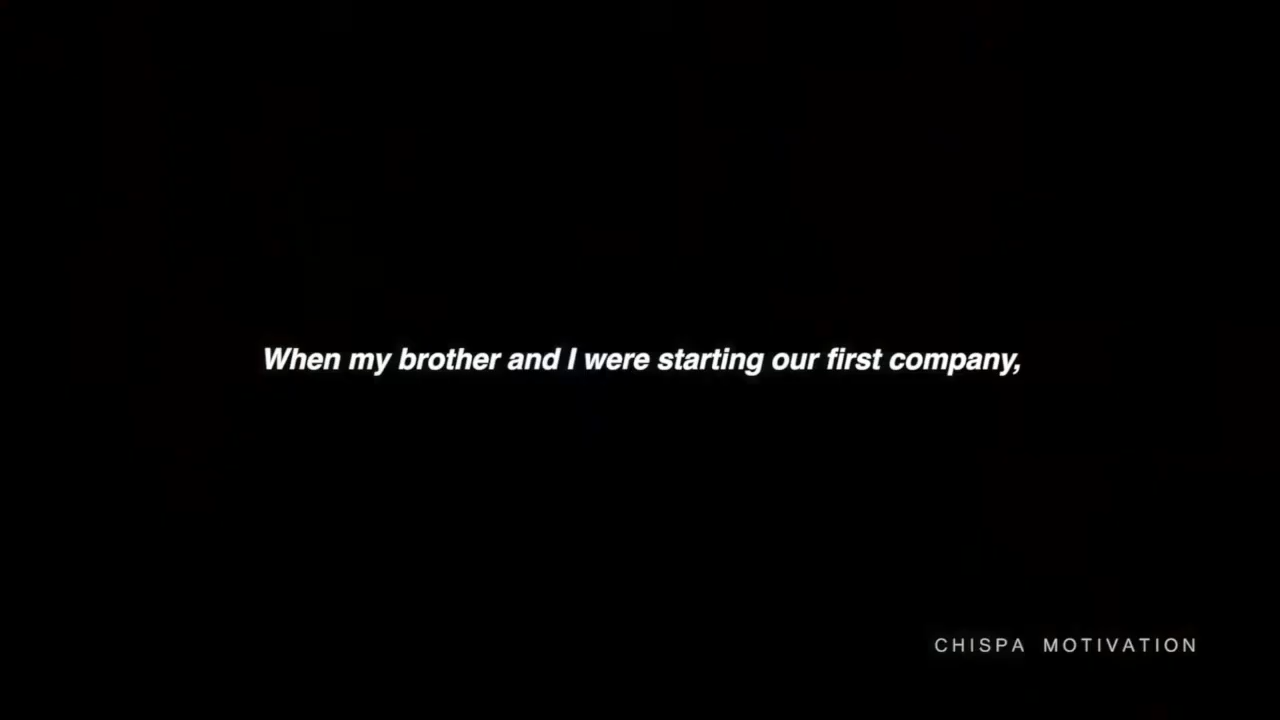 When my brother and I were starting our first company,
CHISPA MOTIVATION